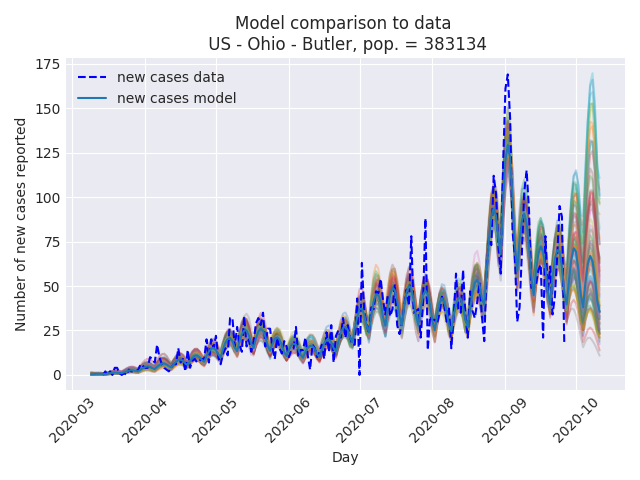 Model comparison to data
US - Ohio - Butler, pop. = 383134
new cases data
new cases model
Number of new cases reported
175
150
125
100
75
50
25
0
2020-03
2020-04
2020-05
2020-06
2020-07
2020-08
2020-09
2020-10
Day